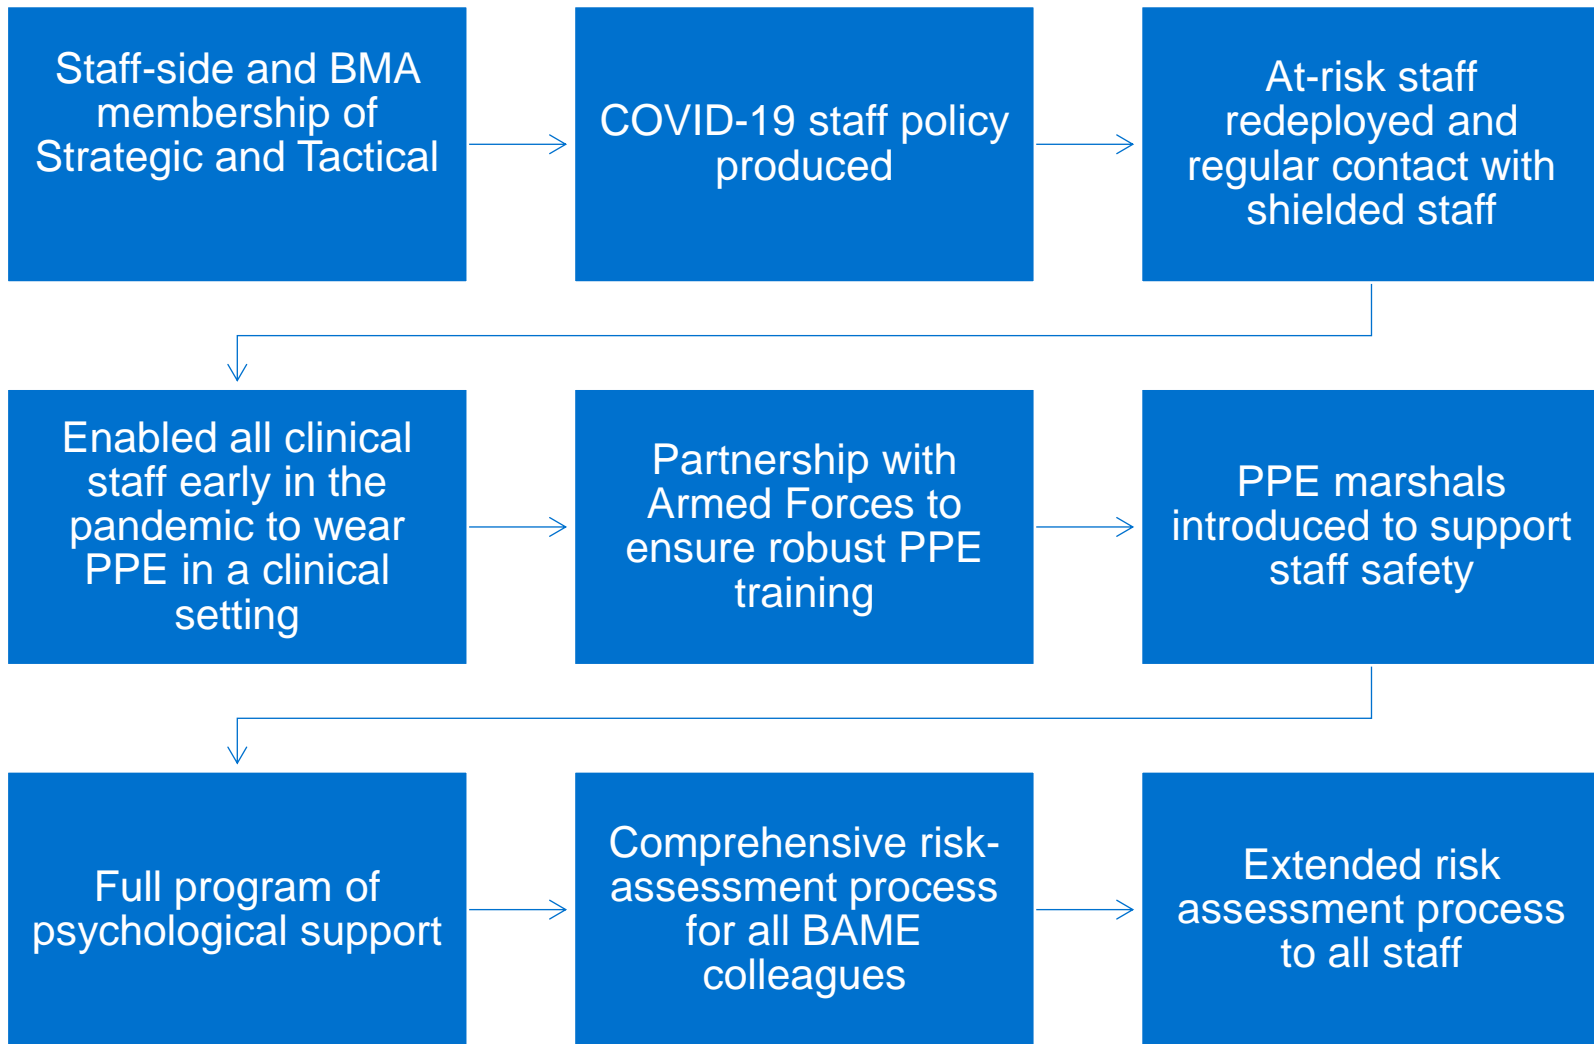 Staff-side and BMA
membership of
Strategic and Tactical
COVID-19 staff policy
produced
At-risk staff
redeployed and
regular contact with
shielded staff
Enabled all clinical
staff early in the
pandemic to wear
PPE in a clinical
setting
Partnership with
Armed Forces to
ensure robust PPE
training
PPE marshals
introduced to support
staff safety
Full program of
psychological support
Comprehensive risk-
assessment process
for all BAME
colleagues
Extended risk
assessment process
to all staff